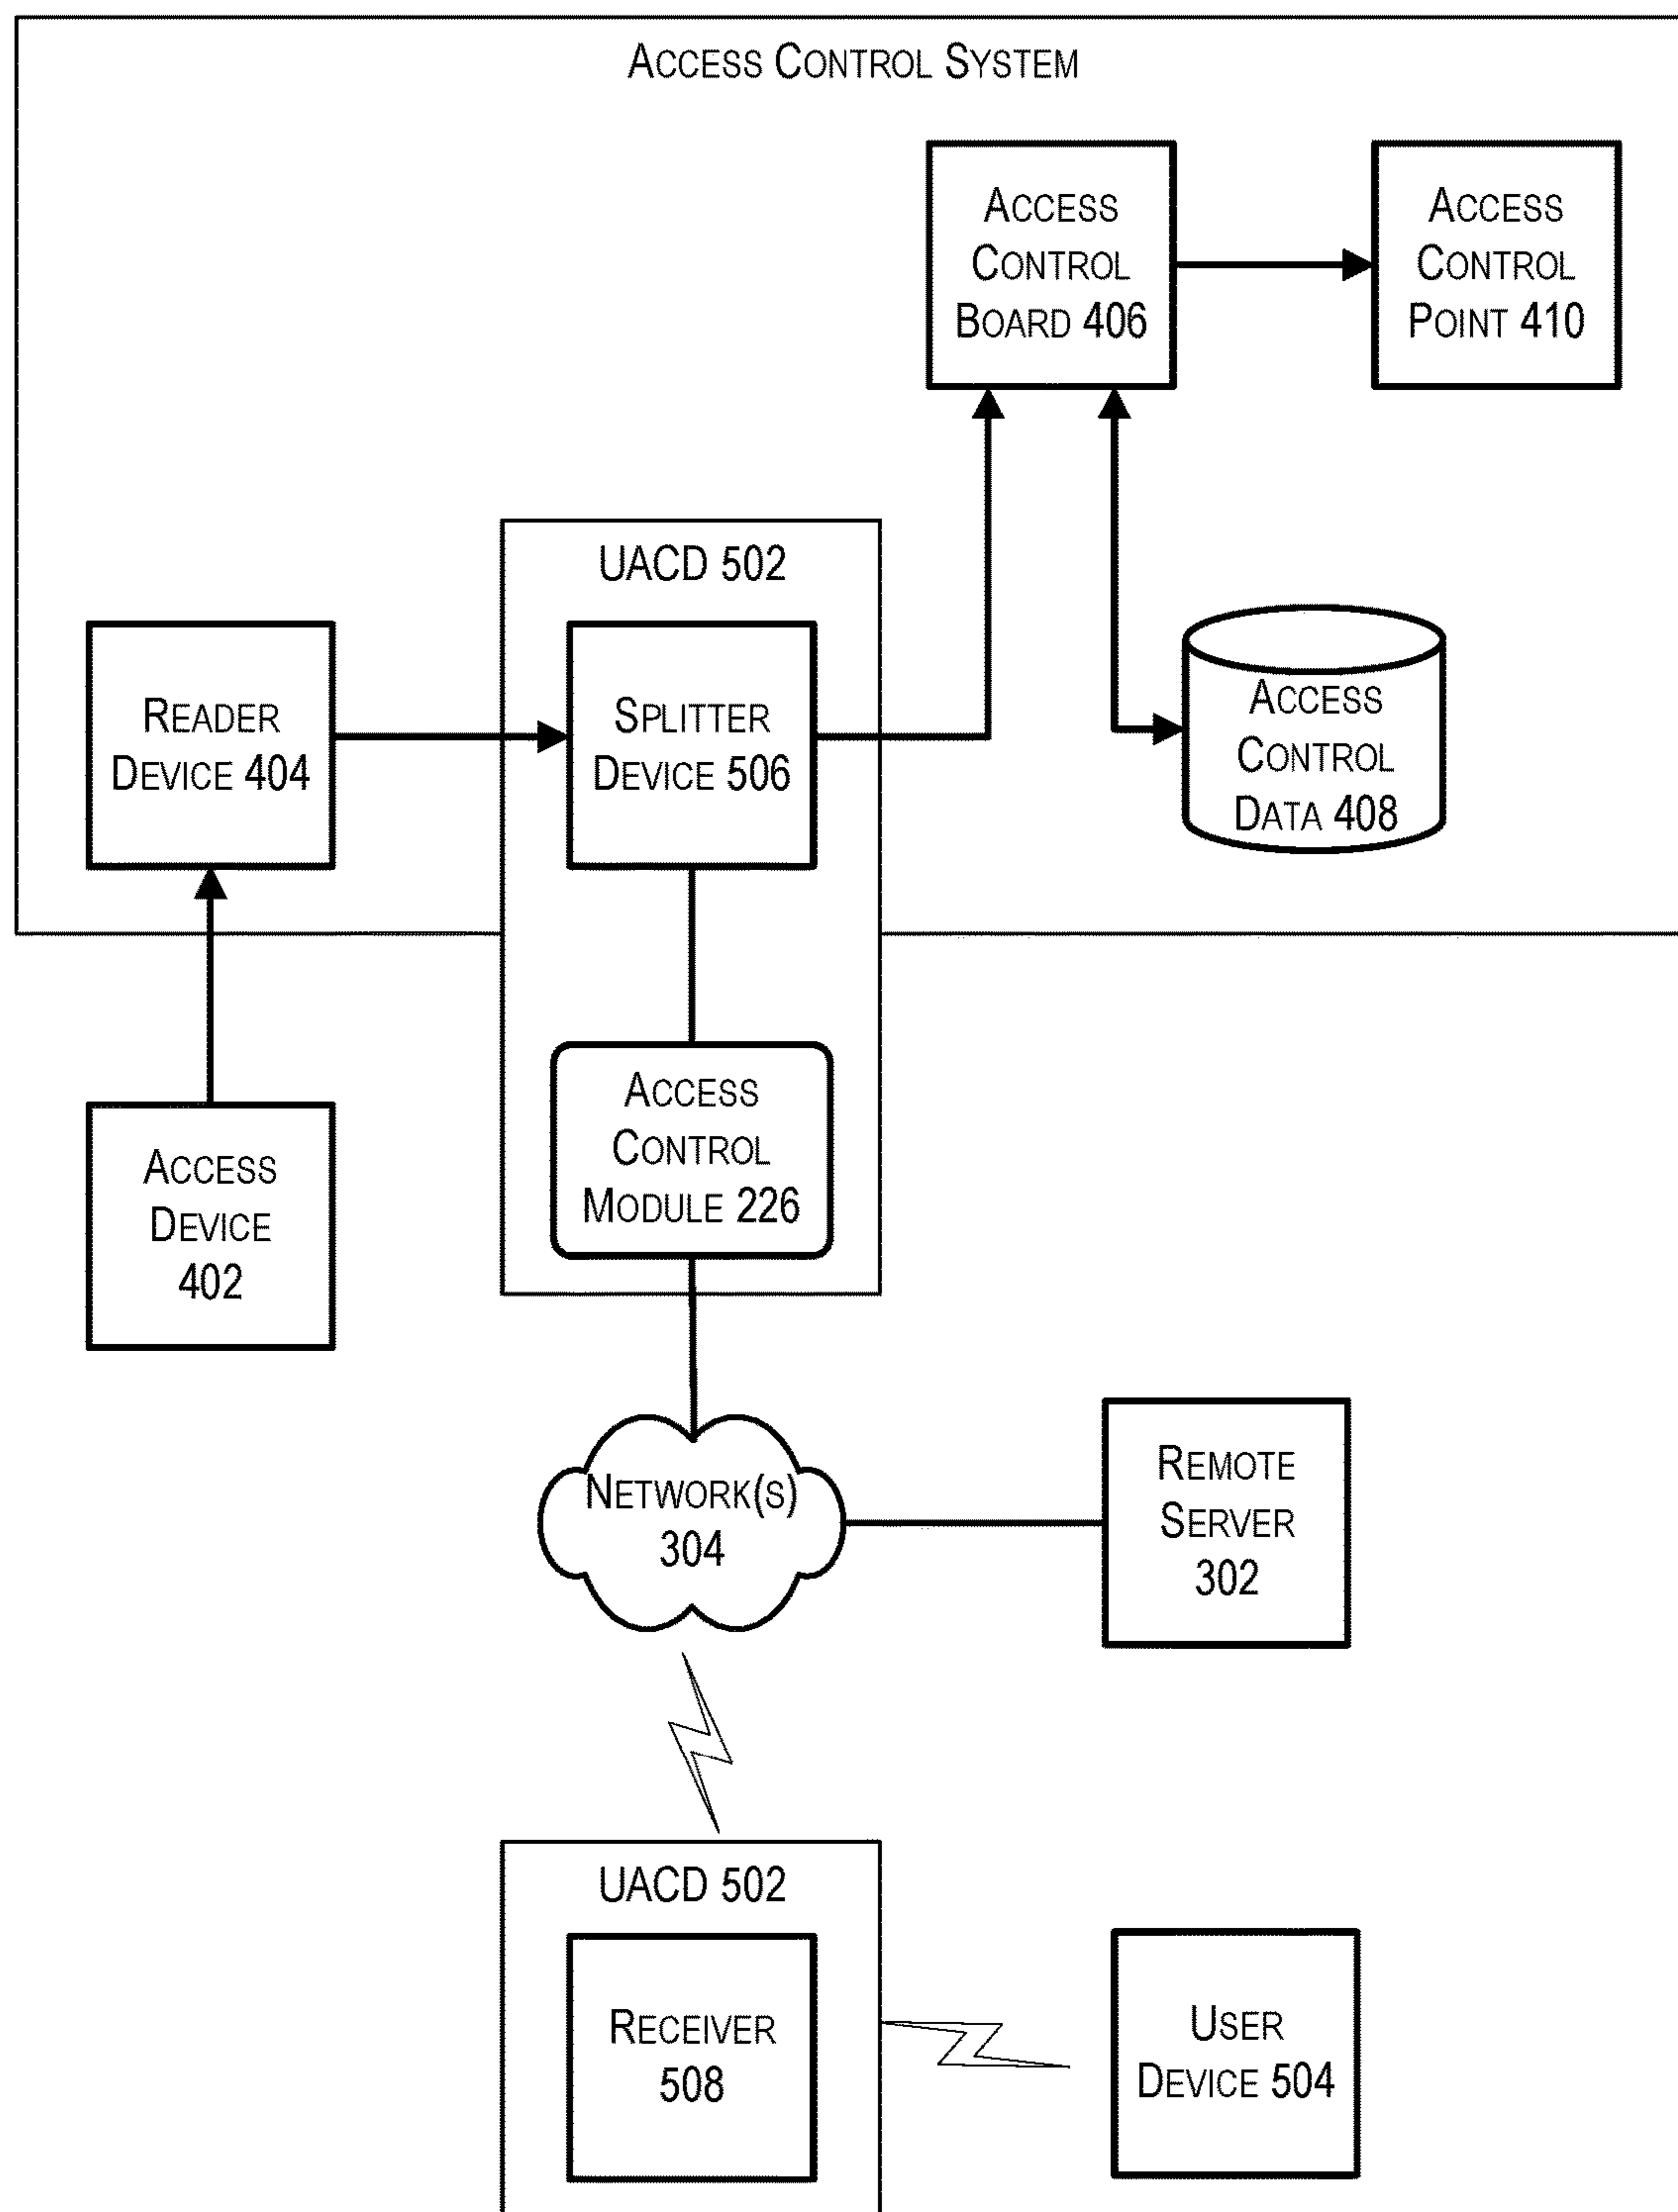 ACCESS CONTROL SYSTEM
ACCESS
CONTROL
BOARD 406
ACCESS
CONTROL
POINT 410
UACD 502
READER
DEVICE 404
SPLITTER
DEVICE 506
ACCESS
CONTROL
DATA 408
ACCESS
CONTROL
MODULE 226
ACCESS
DEVICE
402
NETWORK(S)
304
REMOTE
SERVER
302
UACD 502
RECEIVER
508
USER
DEVICE 504